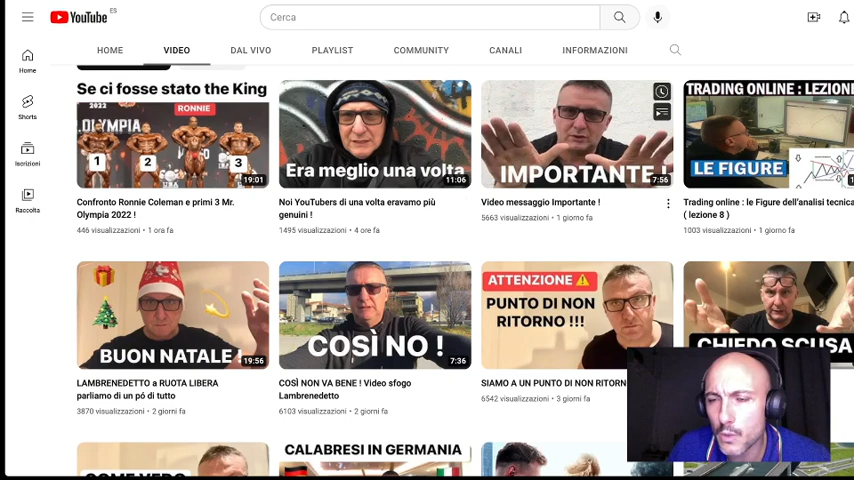 YouTube ES
Cerca
HOME VIDEO DAL VIVO PLAYLIST COMMUNITY CANALI INFORMAZIONI
Home
Shorts
Iscrizioni
Raccolta
Se ci fosse stato the King
2022
RONNIE
OLYMPIA
1 2 3
19:01
Confronto Ronnie Coleman e primi 3 Mr.
Olympia 2022 !
446 visualizzazioni • 1 ora fa
Era meglio una volta
11:06
Noi YouTubers di una volta eravamo più
genuini !
1495 visualizzazioni • 4 ore fa
IMPORTANTE !
7:56
Video messaggio Importante !
5663 visualizzazioni • 1 giorno fa
TRADING ONLINE : LEZIONE
LE FIGURE
Trading online : le Figure dell'analisi tecnica
( lezione 8 )
1003 visualizzazioni • 1 giorno fa
BUON NATALE
19:56
LAMBRENEDETTO a RUOTA LIBERA
parliamo di un pó di tutto
3870 visualizzazioni • 2 giorni fa
COSÌ NO !
7:36
COSÌ NON VA BENE ! Video sfogo
Lambrenedetto
6103 visualizzazioni • 2 giorni fa
ATTENZIONE
PUNTO DI NON
RITORNO !!!
SIAMO A UN PUNTO DI NON RITORN
6542 visualizzazioni • 3 giorni fa
CHIEDO SCUSA
COME VERO
CALABRESI IN GERMANIA